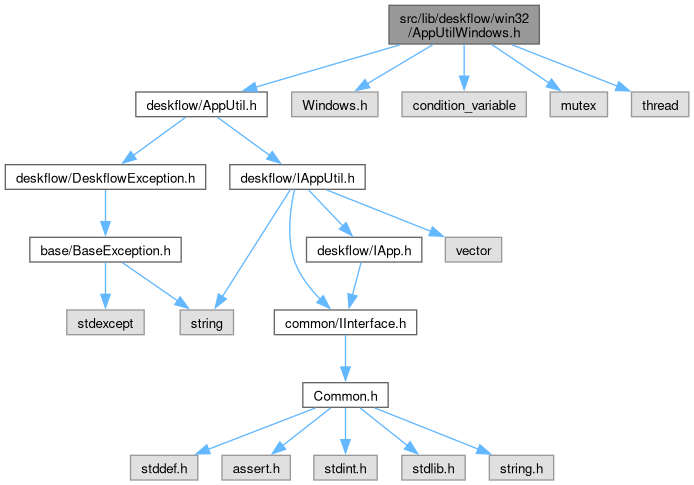 src/lib/deskflow/win32
/AppUtilWindows.h
deskflow/AppUtil.h
Windows.h
condition_variable
mutex
thread
deskflow/DeskflowException.h
deskflow/IAppUtil.h
base/BaseException.h
deskflow/IApp.h
vector
stdexcept
string
common/IInterface.h
Common.h
stddef.h
assert.h
stdint.h
stdlib.h
string.h